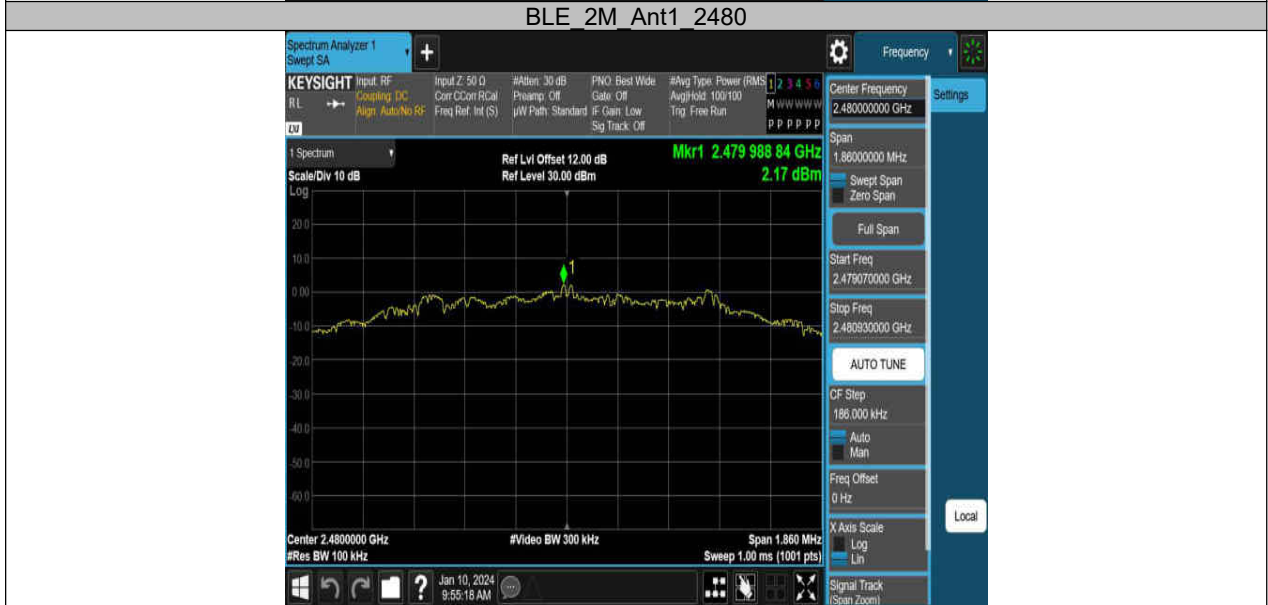 BLE_2M_Ant1_2480
Spectrum Analyzer 1
Swept SA
+
Frequency
KEYSIGHT
RL
LXI
Input: RF
Coupling: DC
Align: Auto/No RF
Input Z: 50 Ω
Corr CCorr RCal
Freq Ref: Int (S)
#Atten: 30 dB
Preamp: Off
µW Path: Standard
PNO: Best Wide
Gate: Off
IF Gain: Low
Sig Track: Off
#Avg Type: Power (RMS
Avg|Hold: 100/100
Trig: Free Run
1 2 3 4 5 6
M W W W W W
P P P P P P
1 Spectrum
Scale/Div 10 dB
Ref Lvl Offset 12.00 dB
Ref Level 30.00 dBm
Mkr1 2.479 988 84 GHz
2.17 dBm
Log
20.0
10.0
0.00
-10.0
-20.0
-30.0
-40.0
-50.0
-60.0
1
Center 2.4800000 GHz
#Res BW 100 kHz
#Video BW 300 kHz
Span 1.860 MHz
Sweep 1.00 ms (1001 pts)
Jan 10, 2024
9:55:18 AM
Center Frequency
2.480000000 GHz
Settings
Span
1.86000000 MHz
Swept Span
Zero Span
Full Span
Start Freq
2.479070000 GHz
Stop Freq
2.480930000 GHz
AUTO TUNE
CF Step
186.000 kHz
Auto
Man
Freq Offset
0 Hz
X Axis Scale
Log
Lin
Local
Signal Track
(Span Zoom)